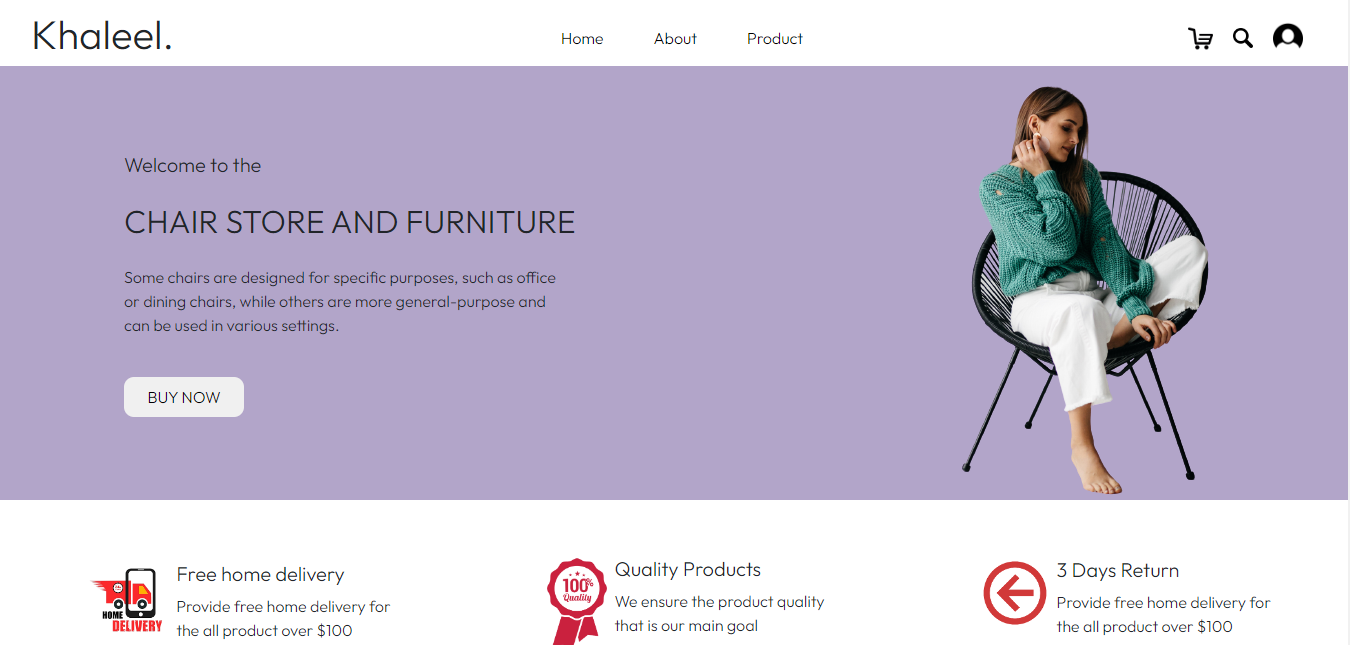 Khaleel.
Home
About
Product
Welcome to the
CHAIR STORE AND FURNITURE
Some chairs are designed for specific purposes, such as office
or dining chairs, while others are more general-purpose and
can be used in various settings.
BUY NOW
HOME
DELIVERY
Free home delivery
Provide free home delivery for
the all product over $100
100%
Quality
Quality Products
We ensure the product quality
that is our main goal
3 Days Return
Provide free home delivery for
the all product over $100